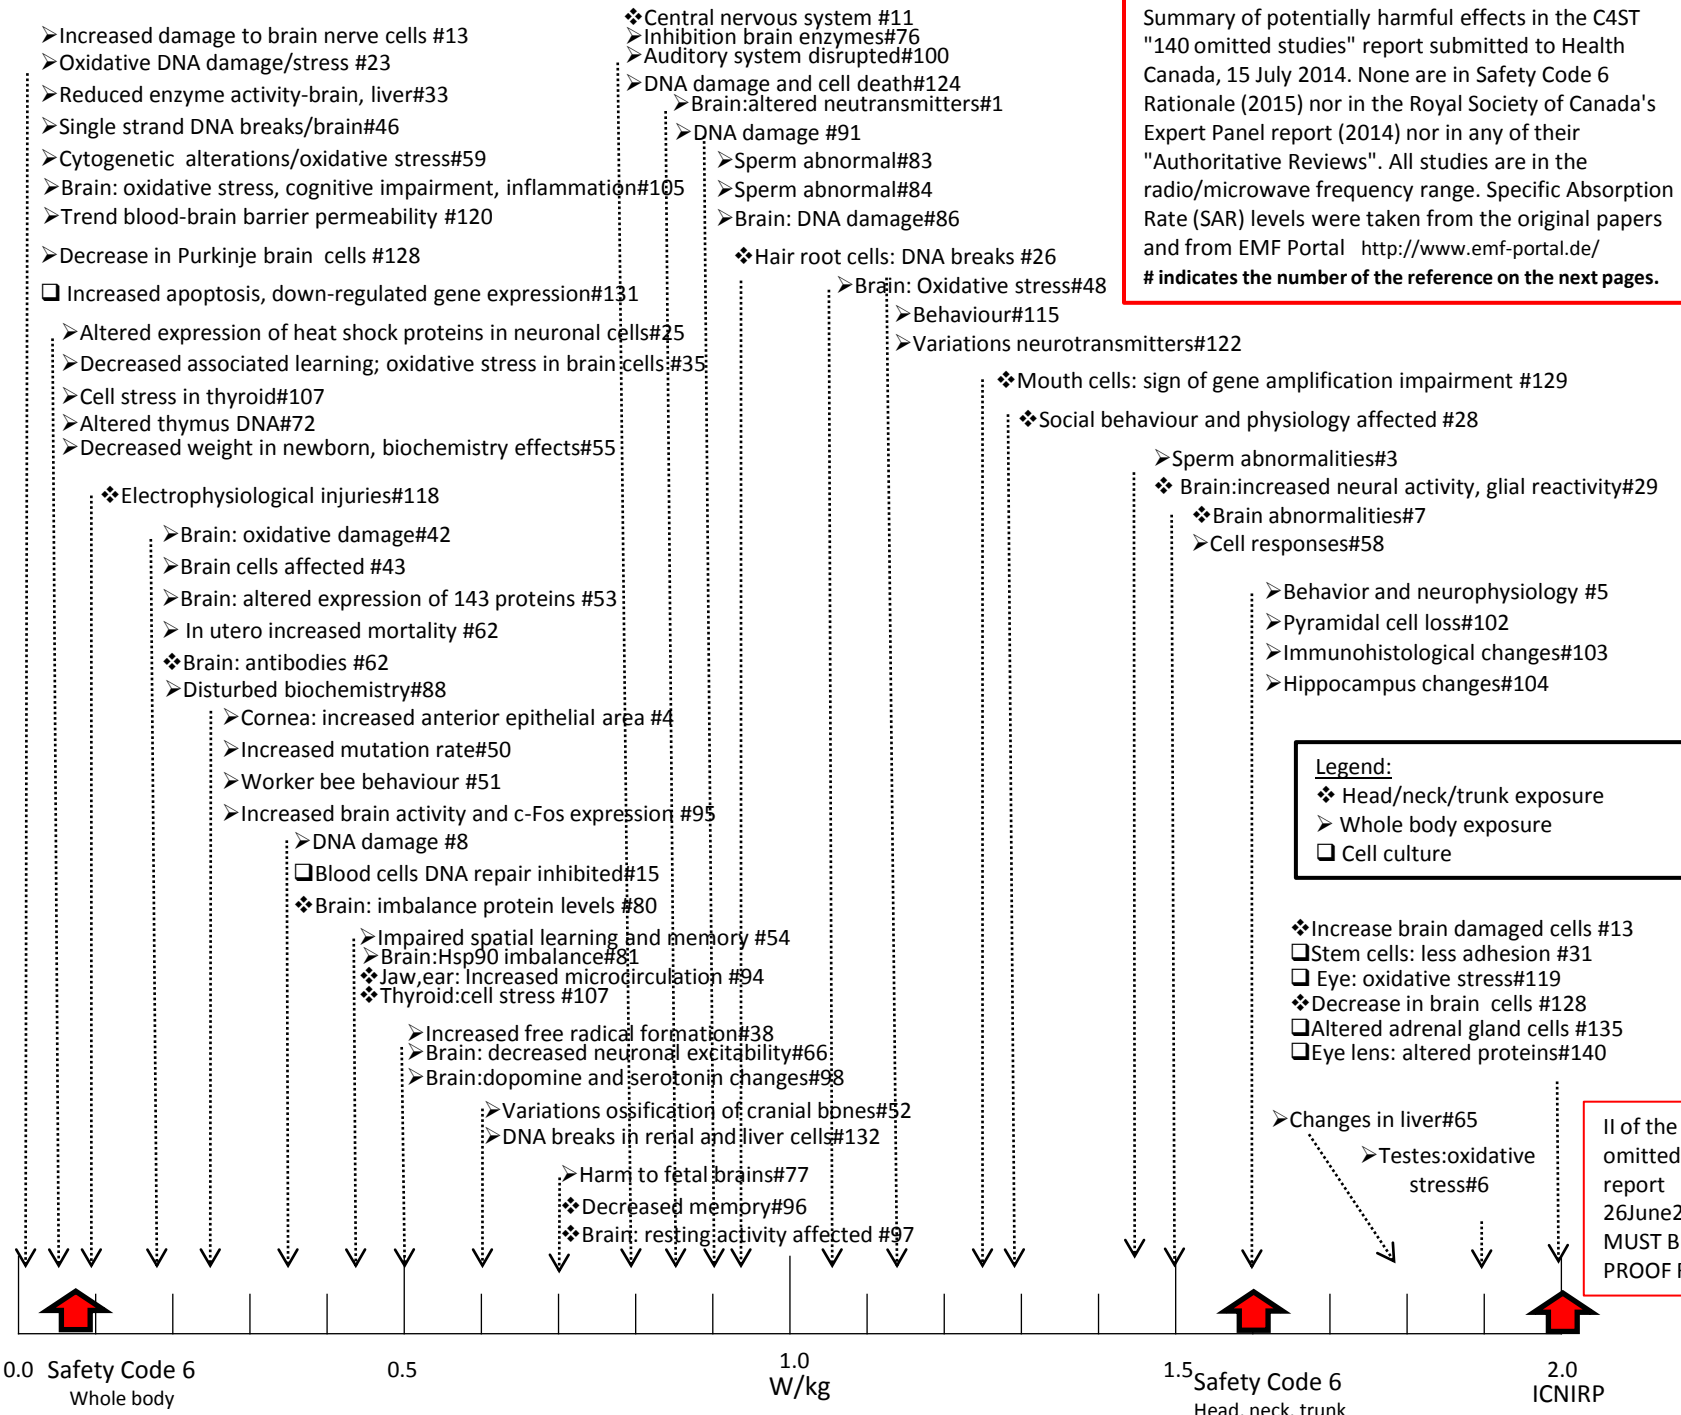 ➢Increased damage to brain nerve cells #13
➢Oxidative DNA damage/stress #23
➢Reduced enzyme activity-brain, liver#33
➢Single strand DNA breaks/brain#46
➢Cytogenetic alterations/oxidative stress#59
➢Brain: oxidative stress, cognitive impairment, inflammation#105
➢Trend blood-brain barrier permeability #120
➢Decrease in Purkinje brain cells #128
❑ Increased apoptosis, down-regulated gene expression#131
➢Altered expression of heat shock proteins in neuronal cells#25
➢Decreased associated learning; oxidative stress in brain cells #35
➢Cell stress in thyroid#107
➢Altered thymus DNA#72
➢Decreased weight in newborn, biochemistry effects#55
❖Electrophysiological injuries#118
➢Brain: oxidative damage#42
➢Brain cells affected #43
➢Brain: altered expression of 143 proteins #53
➢ In utero increased mortality #62
❖Brain: antibodies #62
➢Disturbed biochemistry#88
➢Cornea: increased anterior epithelial area #4
➢Increased mutation rate#50
➢Worker bee behaviour #51
➢Increased brain activity and c-Fos expression #95
➢DNA damage #8
❑Blood cells DNA repair inhibited#15
❖Brain: imbalance protein levels #80
➢Impaired spatial learning and memory #54
➢Brain:Hsp90 imbalance#81
❖Jaw,ear: Increased microcirculation #94
❖Thyroid:cell stress #107
➢Increased free radical formation#38
➢Brain: decreased neuronal excitability#66
➢Brain:dopomine and serotonin changes#98
➢Variations ossification of cranial bones#52
➢DNA breaks in renal and liver cells#132
➢Harm to fetal brains#77
❖Decreased memory#96
❖Brain: resting activity affected #97
❖Central nervous system #11
➢Inhibition brain enzymes#76
➢Auditory system disrupted#100
➢DNA damage and cell death#124
➢Brain:altered neutransmitters#1
➢DNA damage #91
➢Sperm abnormal#83
➢Sperm abnormal#84
➢Brain: DNA damage#86
❖Hair root cells: DNA breaks #26
➢Brain: Oxidative stress#48
➢Behaviour#115
➢Variations neurotransmitters#122
❖Mouth cells: sign of gene amplification impairment #129
❖Social behaviour and physiology affected #28
➢Sperm abnormalities#3
❖ Brain:increased neural activity, glial reactivity#29
❖Brain abnormalities#7
➢Cell responses#58
➢Behavior and neurophysiology #5
➢Pyramidal cell loss#102
➢Immunohistological changes#103
➢Hippocampus changes#104
Summary of potentially harmful effects in the C4ST
"140 omitted studies" report submitted to Health
Canada, 15 July 2014. None are in Safety Code 6
Rationale (2015) nor in the Royal Society of Canada's
Expert Panel report (2014) nor in any of their
"Authoritative Reviews". All studies are in the
radio/microwave frequency range. Specific Absorption
Rate (SAR) levels were taken from the original papers
and from EMF Portal http://www.emf-portal.de/
# indicates the number of the reference on the next pages.
Legend:
❖ Head/neck/trunk exposure
➢ Whole body exposure
❑ Cell culture
❖Increase brain damaged cells #13
❑Stem cells: less adhesion #31
❑ Eye: oxidative stress#119
❖Decrease in brain cells #128
❑Altered adrenal gland cells #135
❑Eye lens: altered proteins#140
➢Changes in liver#65
➢Testes:oxidative
stress#6
II of the
omitted
report
26June2
MUST B
PROOF
0.0 Safety Code 6
Whole body
0.5
1.0
W/kg
1.5 Safety Code 6
Head, neck, trunk
2.0
ICNIRP